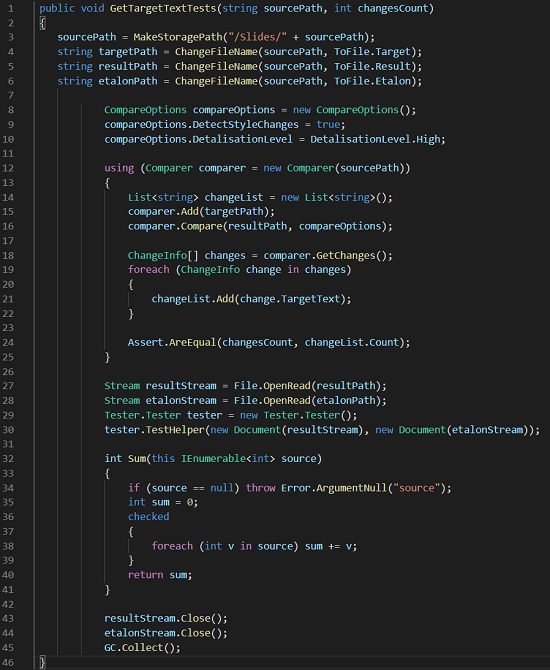 1 public void GetTargetTextTests(string sourcePath, int changesCount)
2 {
3 sourcePath = MakeStoragePath("/Slides/" + sourcePath);
4 string targetPath = ChangeFileName(sourcePath, ToFile.Target);
5 string resultPath = ChangeFileName(sourcePath, ToFile.Result);
6 string etalonPath = ChangeFileName(sourcePath, ToFile.Etalon);
7
8 CompareOptions compareOptions = new CompareOptions();
9 compareOptions.DetectStyleChanges = true;
10 compareOptions.DetalisationLevel = DetalisationLevel.High;
11
12 using (Comparer comparer = new Comparer(sourcePath))
13 {
14 List<string> changeList = new List<string>();
15 comparer.Add(targetPath);
16 comparer.Compare(resultPath, compareOptions);
17
18 ChangeInfo[] changes = comparer.GetChanges();
19 foreach (ChangeInfo change in changes)
20 {
21 changeList.Add(change.TargetText);
22 }
23
24 Assert.AreEqual(changesCount, changeList.Count);
25 }
26
27 Stream resultStream = File.OpenRead(resultPath);
28 Stream etalonStream = File.OpenRead(etalonPath);
29 Tester.Tester tester = new Tester.Tester();
30 tester.TestHelper(new Document(resultStream), new Document(etalonStream));
31
32 int Sum(this IEnumerable<int> source)
33 {
34 if (source == null) throw Error.ArgumentNull("source");
35 int sum = 0;
36 checked
37 {
38 foreach (int v in source) sum += v;
39 }
40 return sum;
41 }
42
43 resultStream.Close();
44 etalonStream.Close();
45 GC.Collect();
46 }